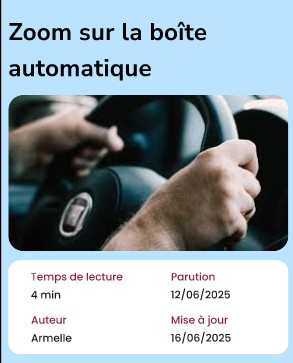 Zoom sur la boîte
automatique
Temps de lecture
Parution
4 min
12/06/2025
Auteur
Mise à jour
Armelle
16/06/2025